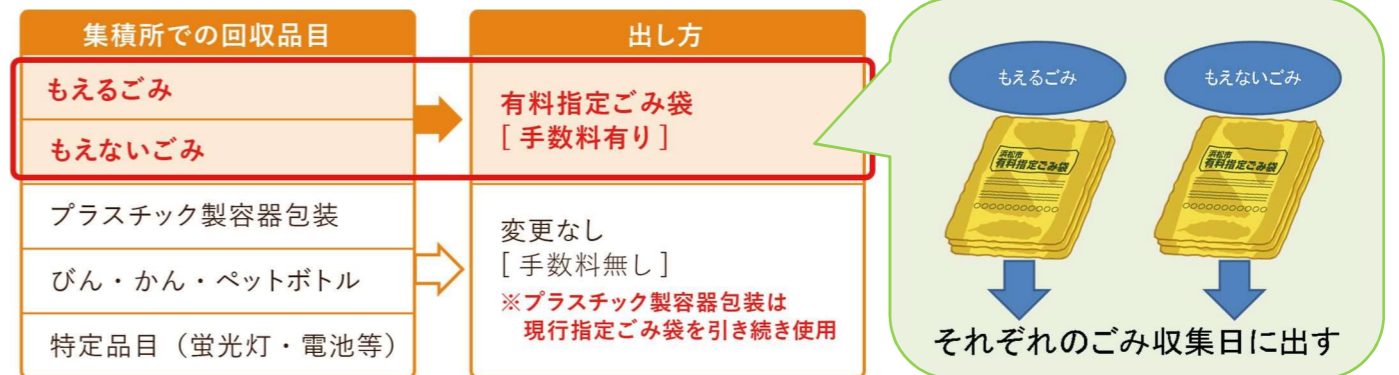 集積所での回収品目
もえるごみ
もえないごみ
プラスチック製容器包装
びん・かん・ペットボトル
特定品目（蛍光灯・電池等）
出し方
有料指定ごみ袋
[ 手数料有り ]
変更なし
[ 手数料無し ]
※プラスチック製容器包装は
現行指定ごみ袋を引き続き使用
もえるごみ
浜松市
有料指定ごみ袋
もえないごみ
浜松市
有料指定ごみ袋
それぞれのごみ収集日に出す